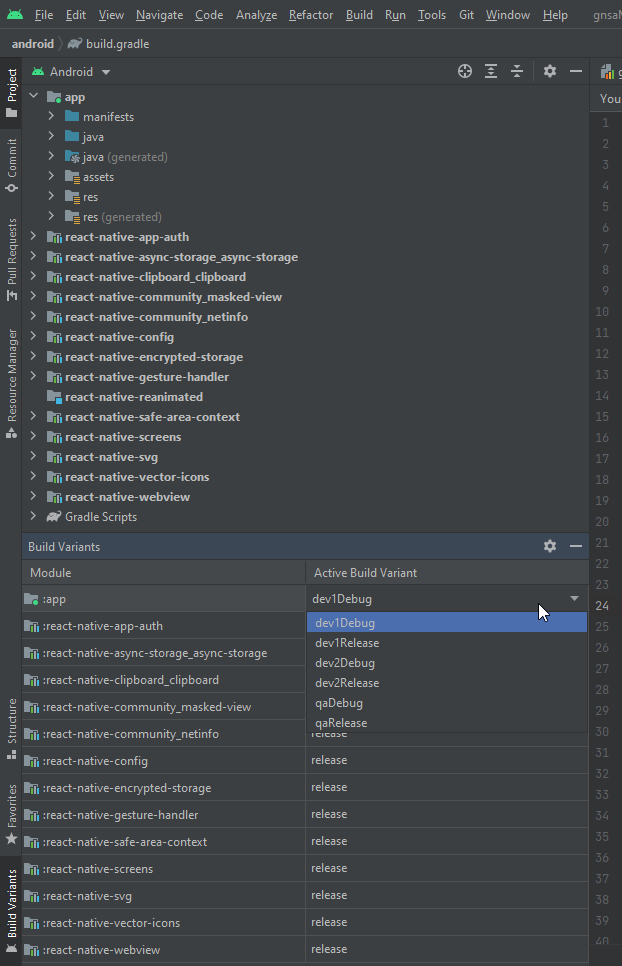 File Edit View Navigate Code Analyze Refactor Build Run Tools Git Window Help
android build.gradle
Android
You
Project
Commit
Pull Requests
Resource Manager
Structure
Favorites
Build Variants
app
manifests
java
java (generated)
assets
res
res (generated)
react-native-app-auth
react-native-async-storage_async-storage
react-native-clipboard_clipboard
react-native-community_masked-view
react-native-community_netinfo
react-native-config
react-native-encrypted-storage
react-native-gesture-handler
react-native-reanimated
react-native-safe-area-context
react-native-screens
react-native-svg
react-native-vector-icons
react-native-webview
Gradle Scripts
Build Variants
Module Active Build Variant
:app dev1Debug
dev1Debug
dev1Release
dev2Debug
dev2Release
qaDebug
qaRelease
:react-native-app-auth
:react-native-async-storage_async-storage
:react-native-clipboard_clipboard
:react-native-community_masked-view
:react-native-community_netinfo release
:react-native-config release
:react-native-encrypted-storage release
:react-native-gesture-handler release
:react-native-safe-area-context release
:react-native-screens release
:react-native-svg release
:react-native-vector-icons release
:react-native-webview release
1
2
3
4
5
6
7
8
9
10
11
12
13
14
15
16
17
18
19
20
21
22
23
24
25
26
27
28
29
30
31
32
33
34
35
36
37
38
39
40